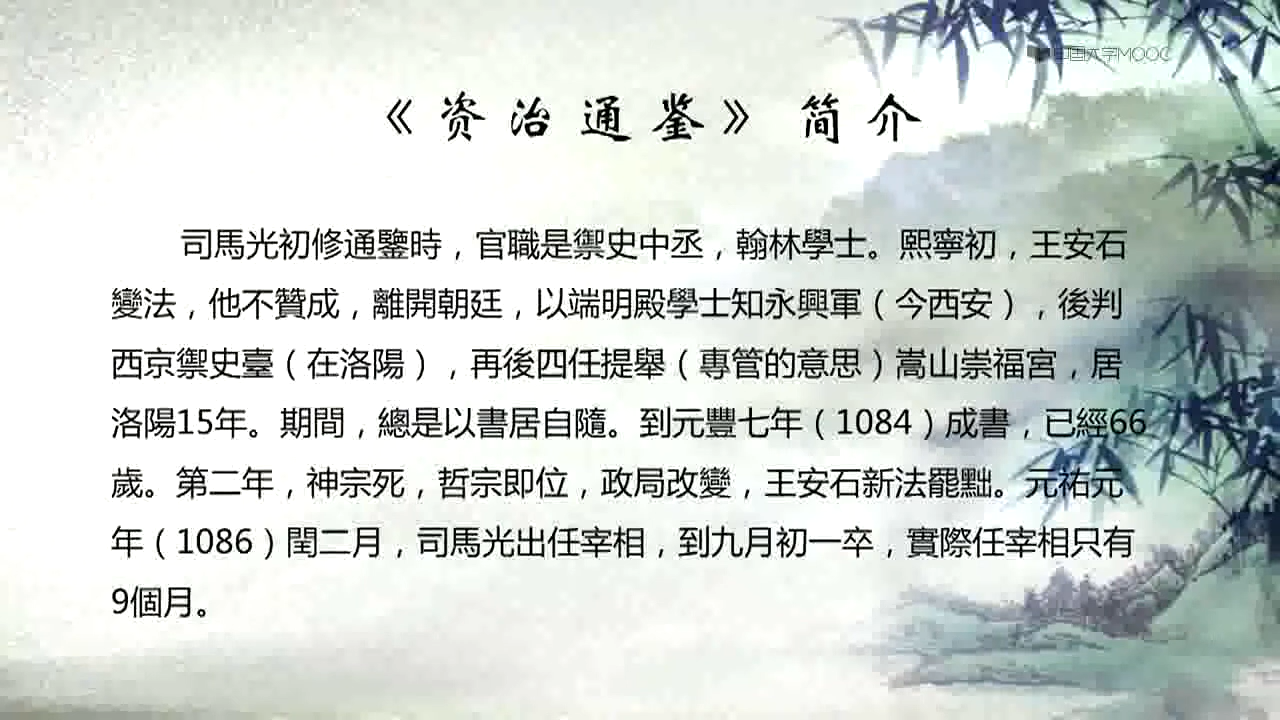 中国大学MOOC
《资治通鉴》简介
司馬光初修通鑒時，官職是禦史中丞，翰林學士。熙寧初，王安石
變法，他不贊成，離開朝廷，以端明殿學士知永興軍（今西安），後判
西京禦史臺（在洛陽），再後四任提舉（專管的意思）嵩山崇福宮，居
洛陽15年。期間，總是以書居自隨。到元豐七年（1084）成書，已經66
歲。第二年，神宗死，哲宗即位，政局改變，王安石新法罷黜。元祐元
年（1086）閏二月，司馬光出任宰相，到九月初一卒，實際任宰相只有
9個月。